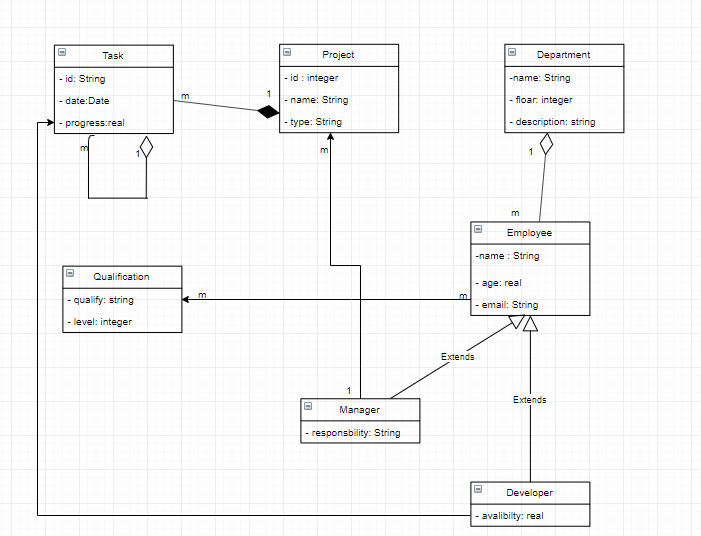 Task
- id: String
- date:Date
- progress:real
m
1
m
1
Project
- id : integer
- name: String
- type: String
m
Department
-name: String
- floar: integer
- description: string
1
m
Employee
-name : String
- age: real
- email: String
m
m
Qualification
- qualify: string
- level: integer
Extends
Extends
1
Manager
- responsbility: String
Developer
- avalibilty: real